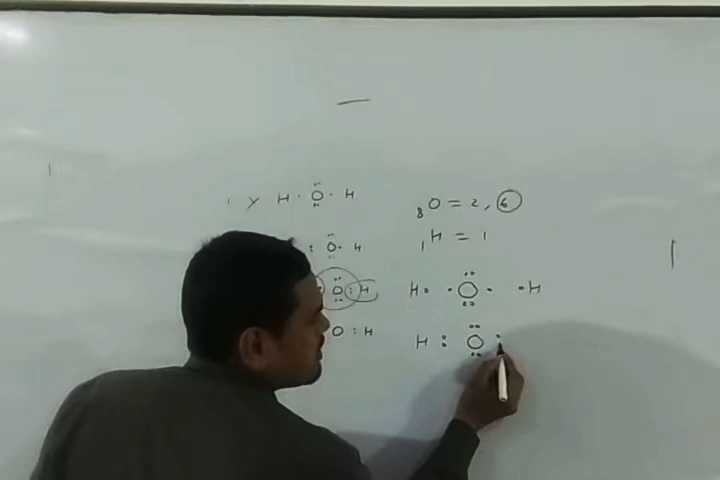 y H · Ö · H
: O · H
O : H
O : H
₈O = 2, 6
₁H = 1
H · · O · · H
H : O ·